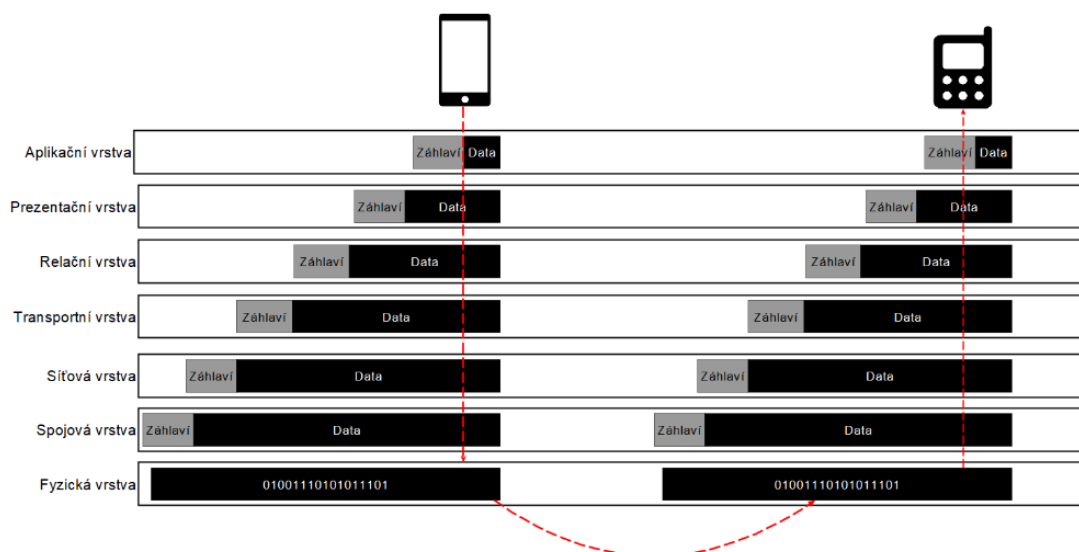 Aplikační vrstva Záhlaví Data Záhlaví Data
Prezentační vrstva Záhlaví Data Záhlaví Data
Relační vrstva Záhlaví Data Záhlaví Data
Transportní vrstva Záhlaví Data Záhlaví Data
Síťová vrstva Záhlaví Data Záhlaví Data
Spojová vrstva Záhlaví Data Záhlaví Data
Fyzická vrstva 01001110101011101 01001110101011101